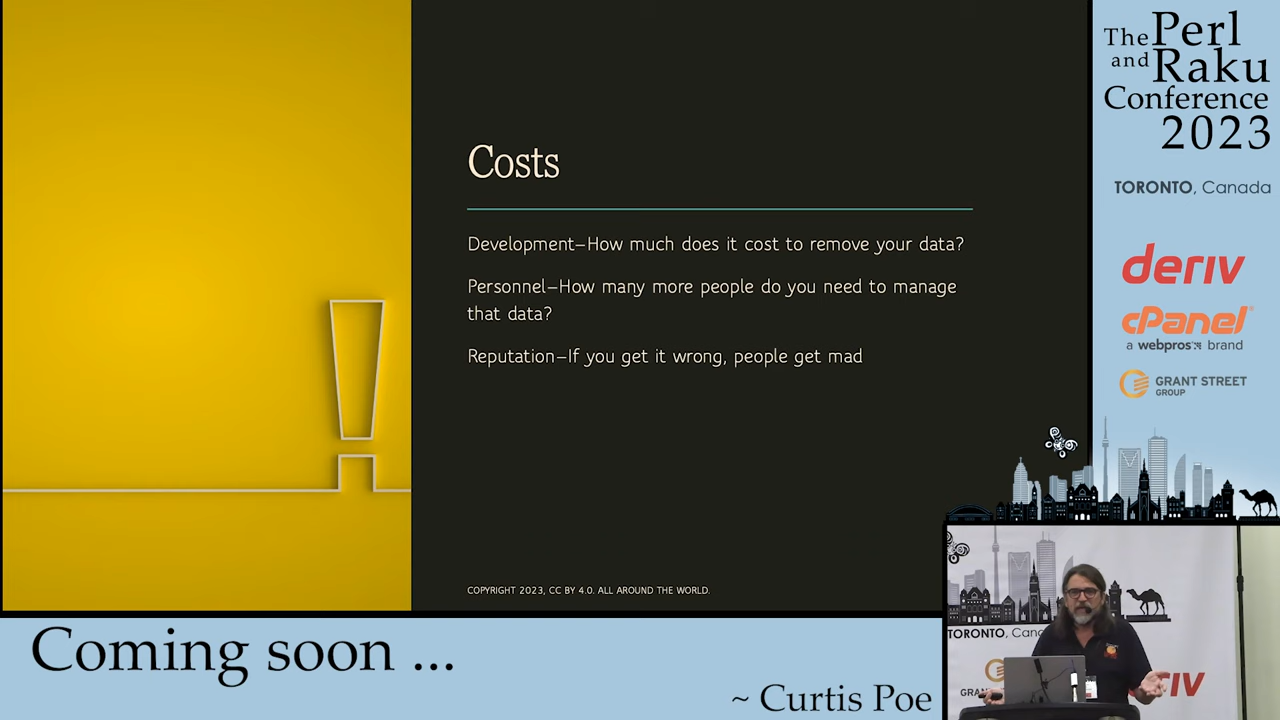 Costs
Development–How much does it cost to remove your data?
Personnel–How many more people do you need to manage
that data?
Reputation–If you get it wrong, people get mad
COPYRIGHT 2023, CC BY 4.0. ALL AROUND THE WORLD.
The Perl
and Raku
Conference
2023
TORONTO, Canada
deriv
cPanel®
a webpros brand
GRANT STREET
GROUP
Coming soon ...
~ Curtis Poe
TORONTO, Cana
GRAN
IV